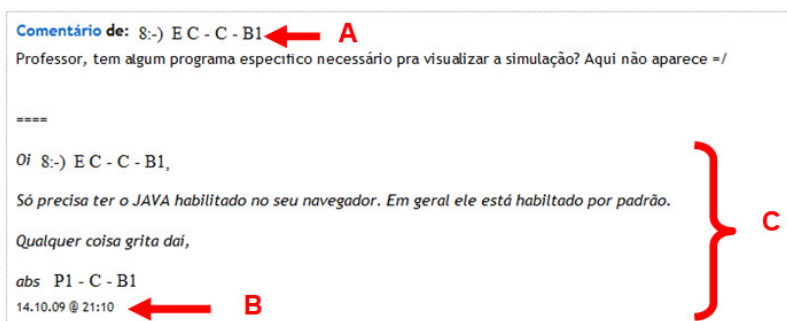 Comentário de: 8:-) E C - C - B1 A
Professor, tem algum programa específico necessário pra visualizar a simulação? Aqui não aparece =/
====
Oi 8:-) E C - C - B1,
Só precisa ter o JAVA habilitado no seu navegador. Em geral ele está habiltado por padrão.
C
Qualquer coisa grita daí,
abs P1 - C - B1
14.10.09 @ 21:10 B